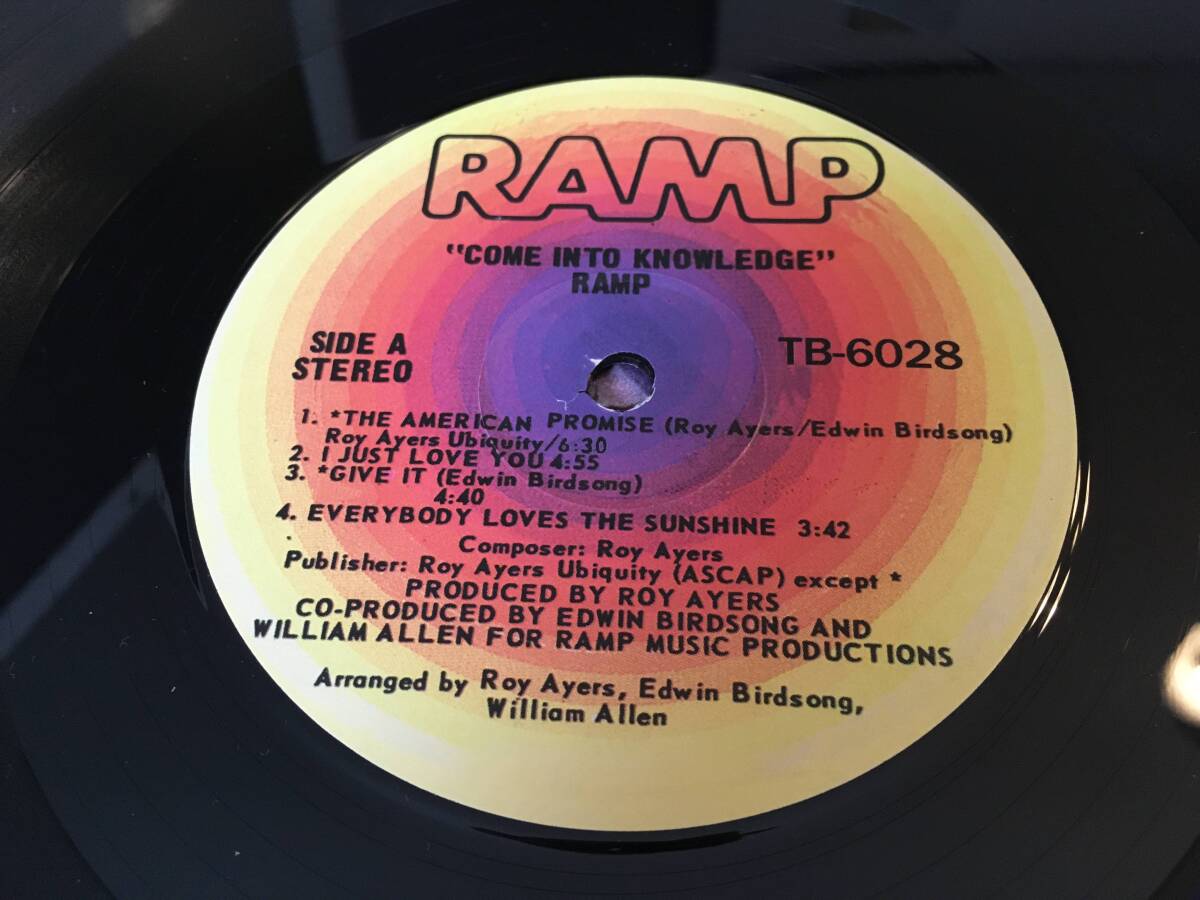 RAMP
"COME INTO KNOWLEDGE"
RAMP
SIDE A
STEREO
TB-6028
1. *THE AMERICAN PROMISE (Roy Ayers/Edwin Birdsong)
Roy Ayers Ubiquity/6:30
2. I JUST LOVE YOU 4:55
3. *GIVE IT (Edwin Birdsong)
4:40
4. EVERYBODY LOVES THE SUNSHINE 3:42
Composer: Roy Ayers
Publisher: Roy Ayers Ubiquity (ASCAP) except *
PRODUCED BY ROY AYERS
CO-PRODUCED BY EDWIN BIRDSONG AND
WILLIAM ALLEN FOR RAMP MUSIC PRODUCTIONS
Arranged by Roy Ayers, Edwin Birdsong,
William Allen